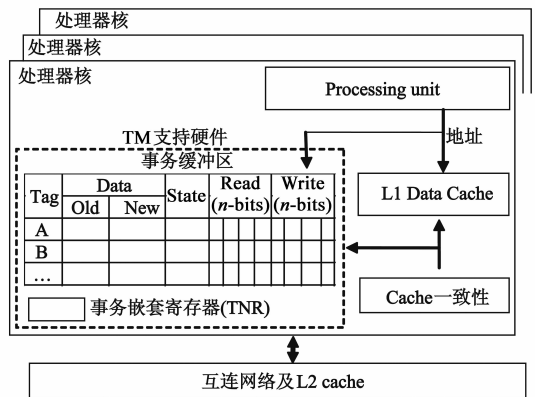 处理器核
处理器核
处理器核
Processing unit
TM支持硬件
地址
事务缓冲区
Tag Data State Read Write
Old New (n-bits) (n-bits)
L1 Data Cache
A
B
...
事务嵌套寄存器(TNR)
Cache一致性
互连网络及L2 cache